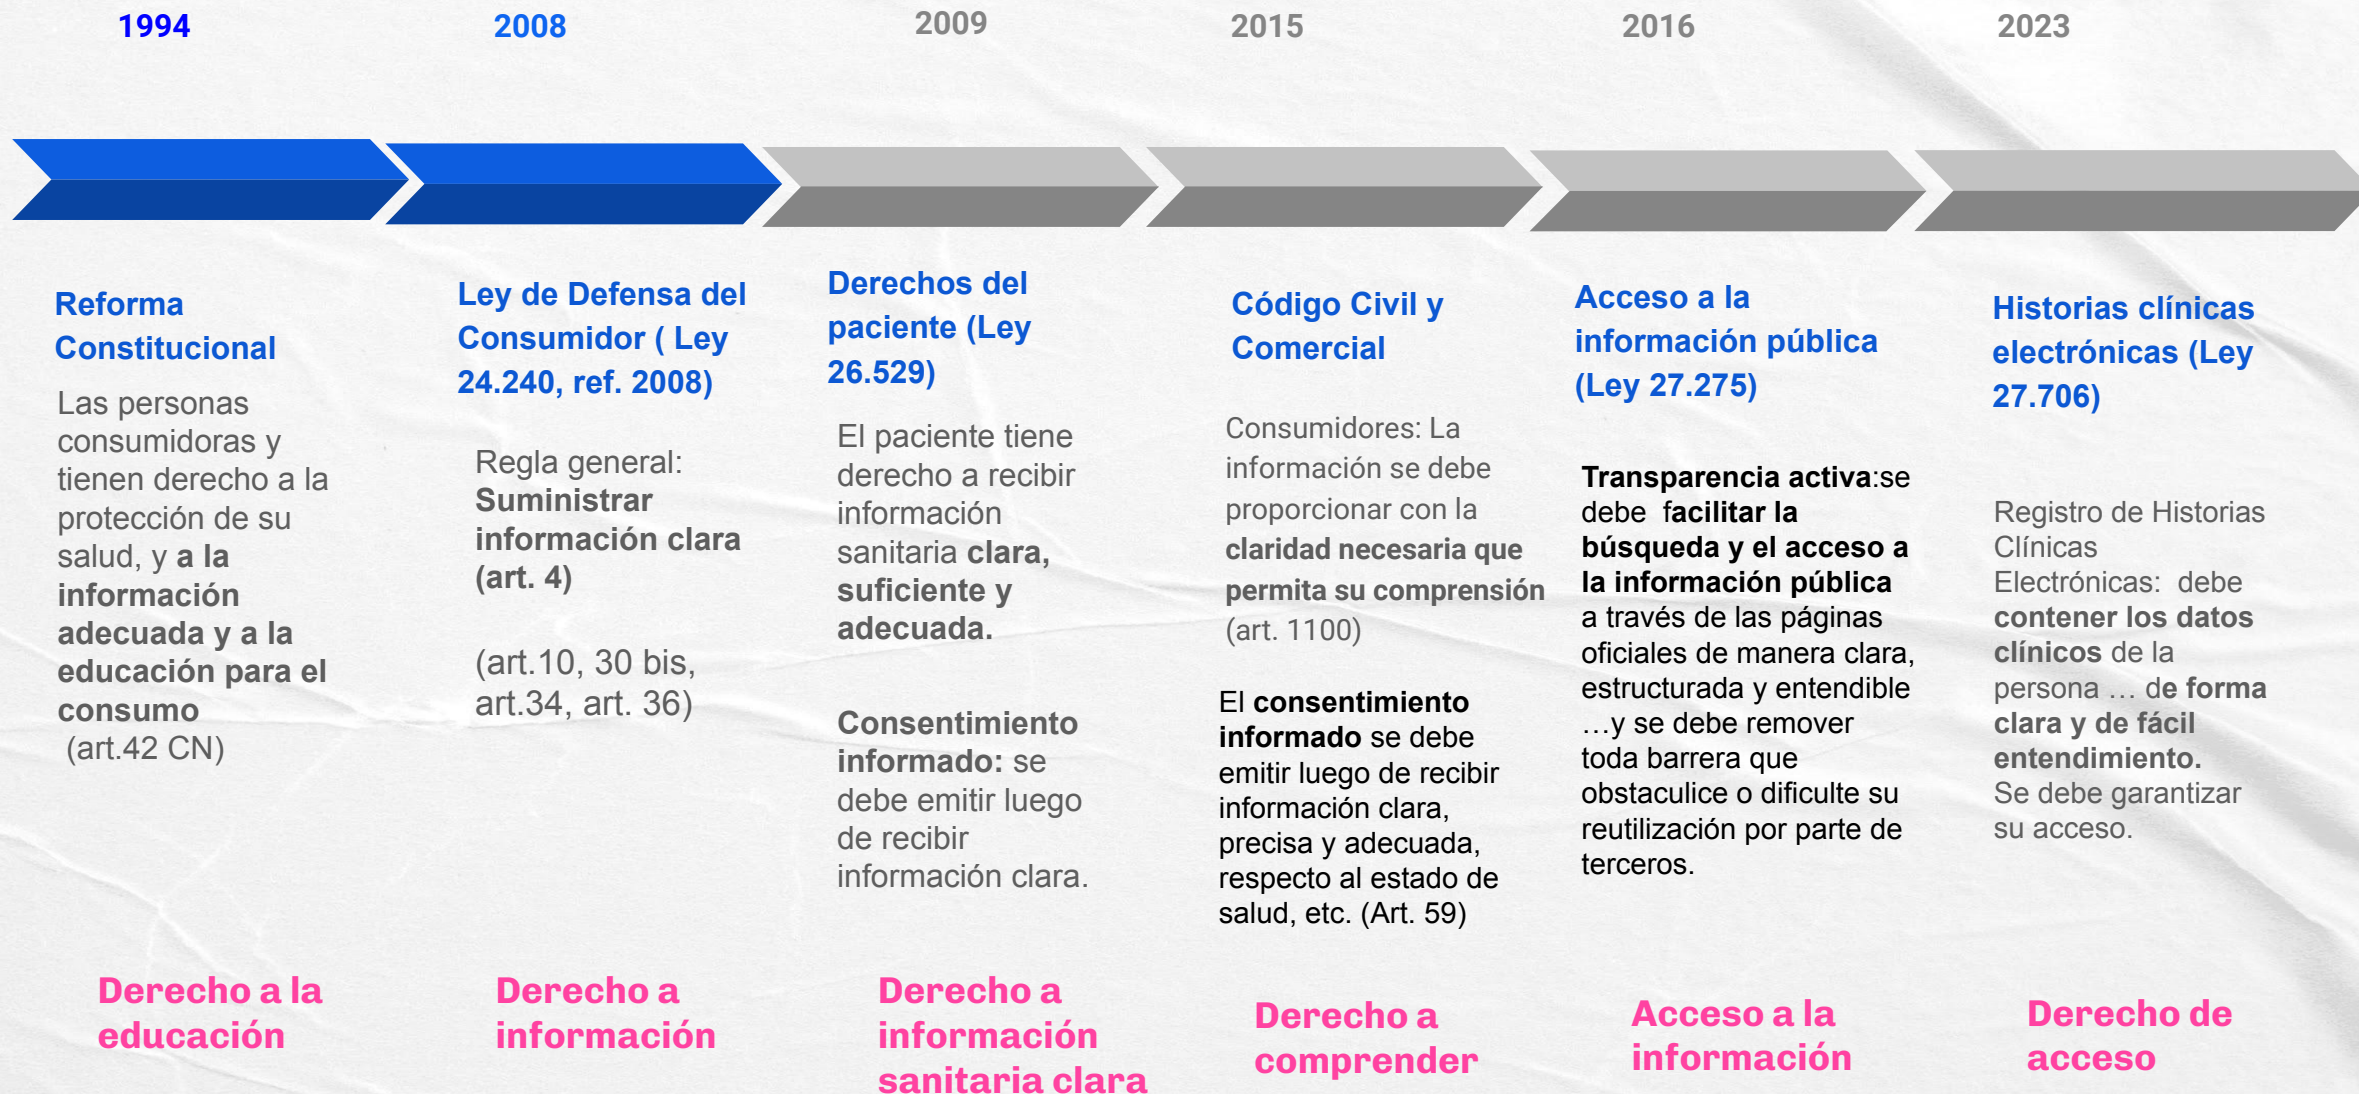 1994
2008
2009
2015
2016
2023
Reforma
Constitucional
Las personas
consumidoras y
tienen derecho a la
protección de su
salud, y a la
información
adecuada y a la
educación para el
consumo
(art.42 CN)
Derecho a la
educación
Ley de Defensa del
Consumidor ( Ley
24.240, ref. 2008)
Regla general:
Suministrar
información clara
(art. 4)
(art.10, 30 bis,
art.34, art. 36)
Derecho a
información
Derechos del
paciente (Ley
26.529)
El paciente tiene
derecho a recibir
información
sanitaria clara,
suficiente y
adecuada.
Consentimiento
informado: se
debe emitir luego
de recibir
información clara.
Derecho a
información
sanitaria clara
Código Civil y
Comercial
Consumidores: La
información se debe
proporcionar con la
claridad necesaria que
permita su comprensión
(art. 1100)
El consentimiento
informado se debe
emitir luego de recibir
información clara,
precisa y adecuada,
respecto al estado de
salud, etc. (Art. 59)
Derecho a
comprender
Acceso a la
información pública
(Ley 27.275)
Transparencia activa:se
debe  facilitar la
búsqueda y el acceso a
la información pública
a través de las páginas
oficiales de manera clara,
estructurada y entendible
…y se debe remover
toda barrera que
obstaculice o dificulte su
reutilización por parte de
terceros.
Acceso a la
información
Historias clínicas
electrónicas (Ley
27.706)
Registro de Historias
Clínicas
Electrónicas:  debe
contener los datos
clínicos de la
persona … de forma
clara y de fácil
entendimiento.
Se debe garantizar
su acceso.
Derecho de
acceso